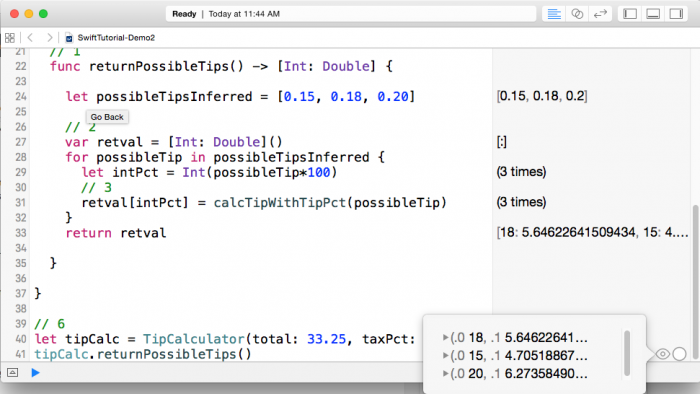 Ready | Today at 11:44 AM
SwiftTutorial-Demo2
21 // 1
22 func returnPossibleTips() -> [Int: Double] {
23
24 let possibleTipsInferred = [0.15, 0.18, 0.20] [0.15, 0.18, 0.2]
25 Go Back
26 // 2
27 var retval = [Int: Double]() [:]
28 for possibleTip in possibleTipsInferred {
29 let intPct = Int(possibleTip*100) (3 times)
30 // 3
31 retval[intPct] = calcTipWithTipPct(possibleTip) (3 times)
32 }
33 return retval [18: 5.64622641509434, 15: 4....
34
35 }
36
37 }
38
39 // 6
40 let tipCalc = TipCalculator(total: 33.25, taxPct:
41 tipCalc.returnPossibleTips()
(.0 18, .1 5.64622641...
(.0 15, .1 4.70518867...
(.0 20, .1 6.27358490...